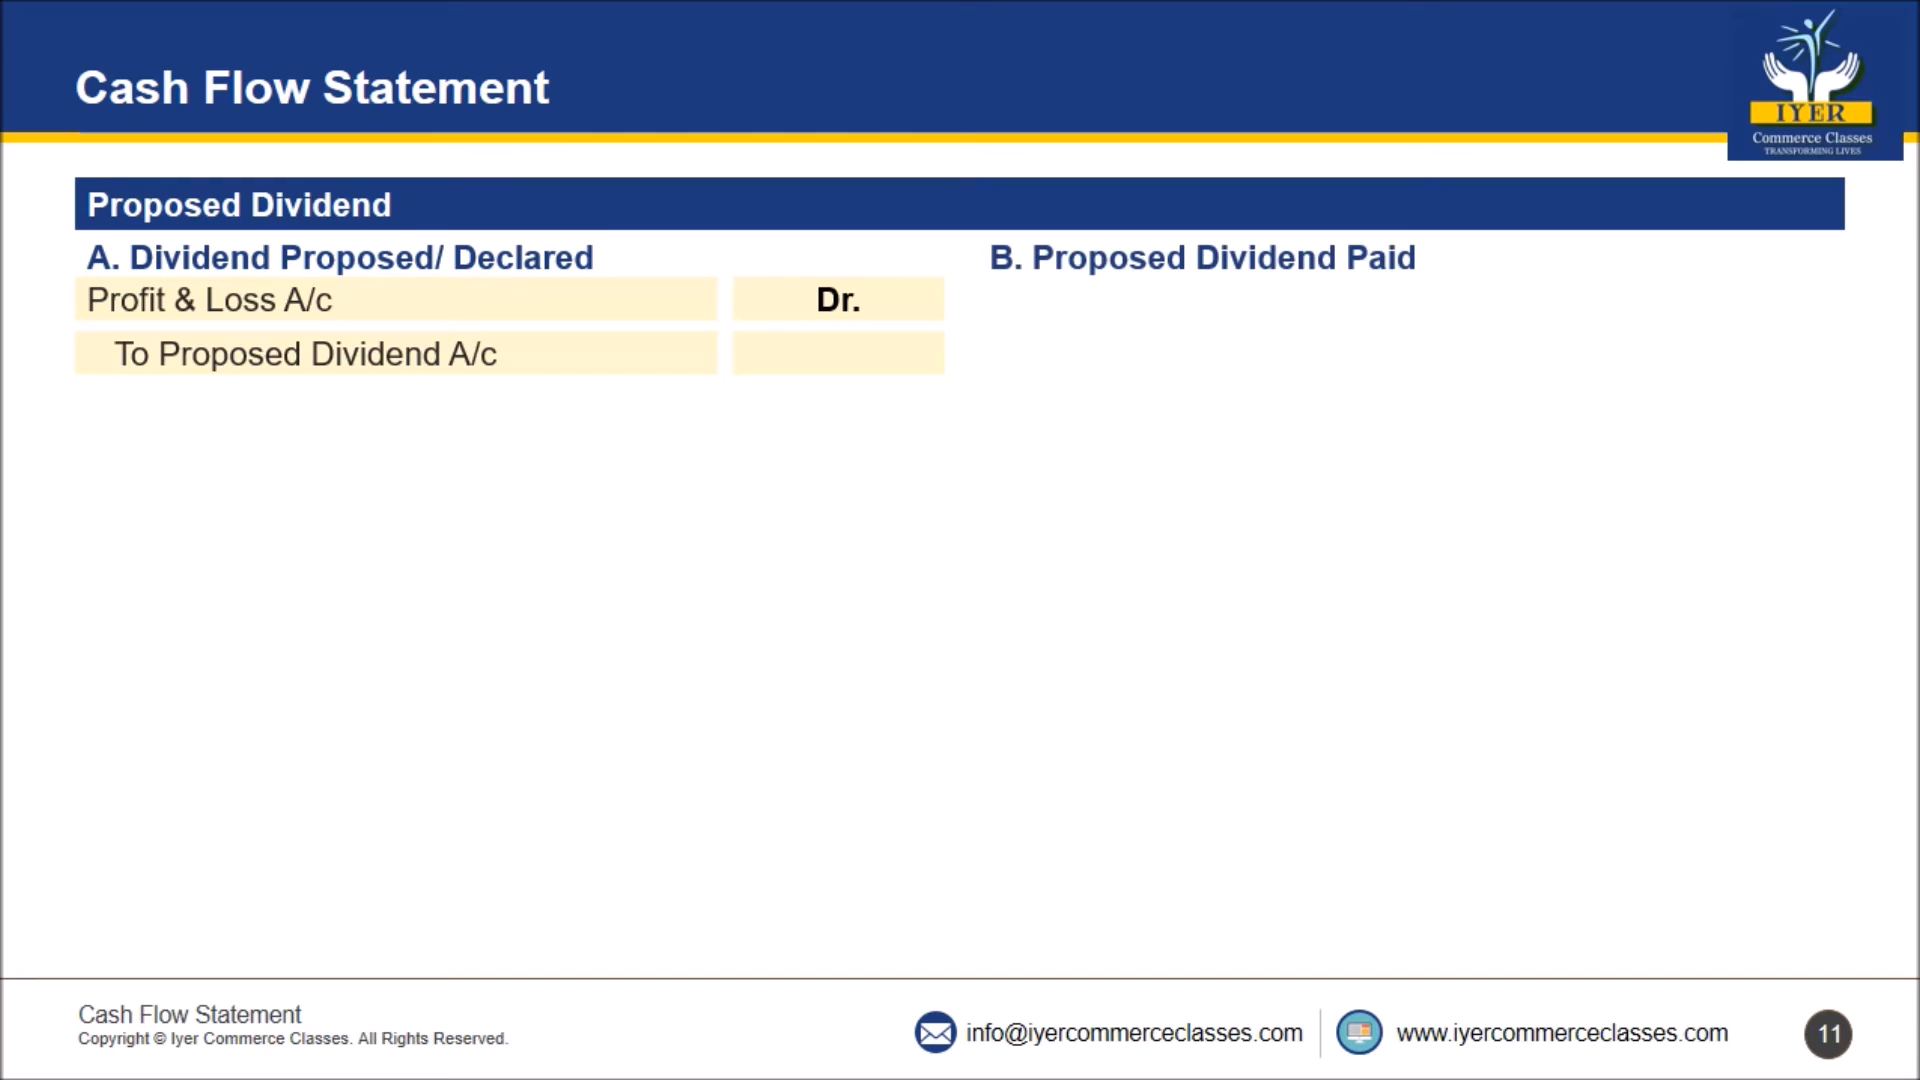 Cash Flow Statement
IYER
Commerce Classes
TRANSFORMING LIVES
Proposed Dividend
A. Dividend Proposed/ Declared
B. Proposed Dividend Paid
Profit & Loss A/c Dr.
To Proposed Dividend A/c
Cash Flow Statement
Copyright © Iyer Commerce Classes. All Rights Reserved.
info@iyercommerceclasses.com
www.iyercommerceclasses.com
11